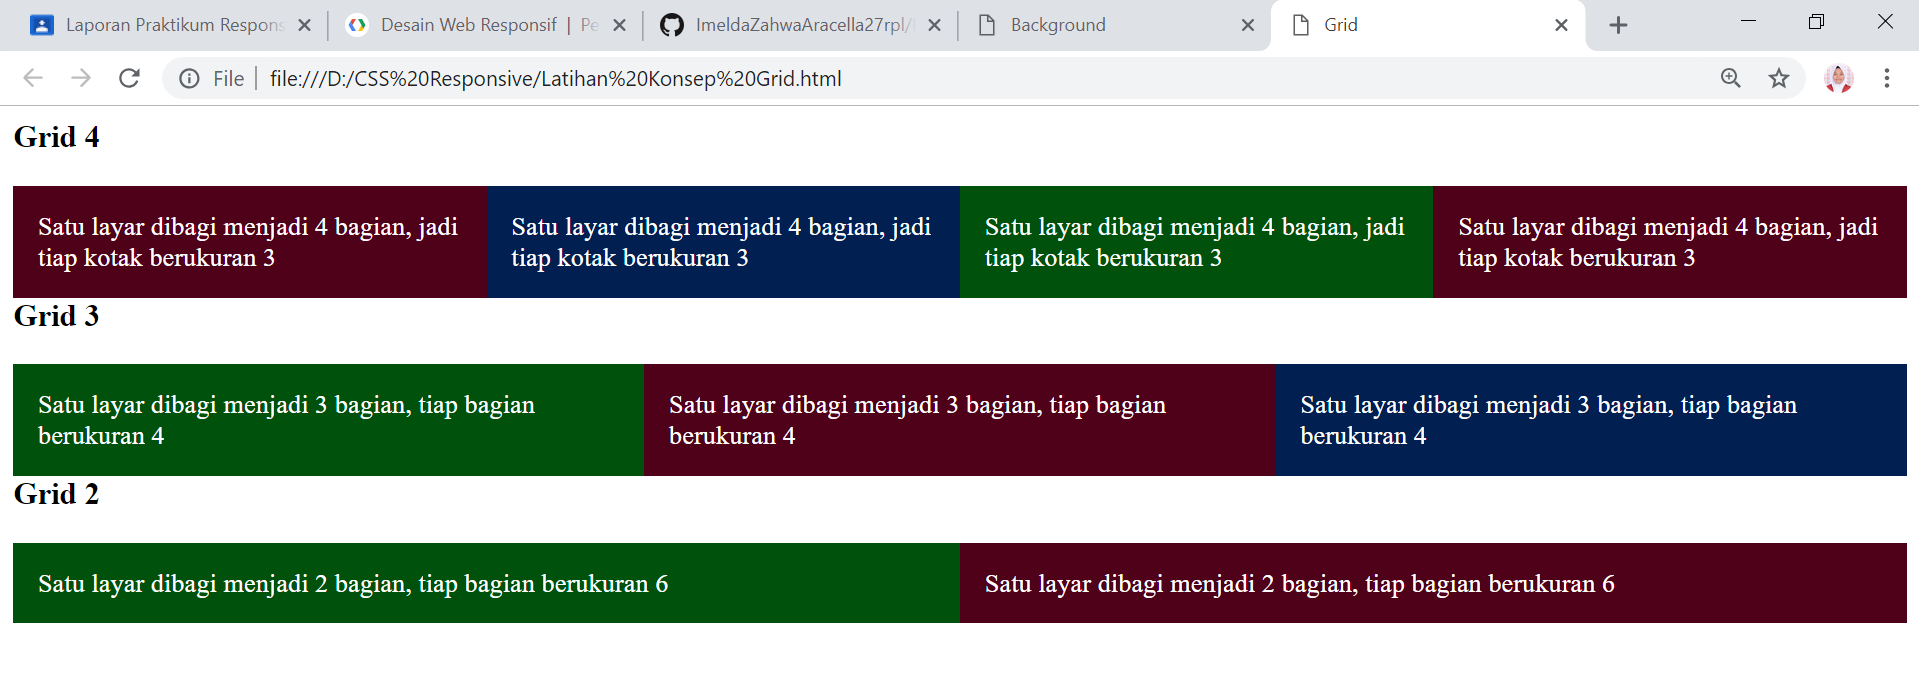 Laporan Praktikum Respons
Desain Web Responsif | Pe
ImeldaZahwaAracella27rpl/
Background
Grid
File | file:///D:/CSS%20Responsive/Latihan%20Konsep%20Grid.html
Grid 4
Satu layar dibagi menjadi 4 bagian, jadi
tiap kotak berukuran 3
Satu layar dibagi menjadi 4 bagian, jadi
tiap kotak berukuran 3
Satu layar dibagi menjadi 4 bagian, jadi
tiap kotak berukuran 3
Satu layar dibagi menjadi 4 bagian, jadi
tiap kotak berukuran 3
Grid 3
Satu layar dibagi menjadi 3 bagian, tiap bagian
berukuran 4
Satu layar dibagi menjadi 3 bagian, tiap bagian
berukuran 4
Satu layar dibagi menjadi 3 bagian, tiap bagian
berukuran 4
Grid 2
Satu layar dibagi menjadi 2 bagian, tiap bagian berukuran 6
Satu layar dibagi menjadi 2 bagian, tiap bagian berukuran 6